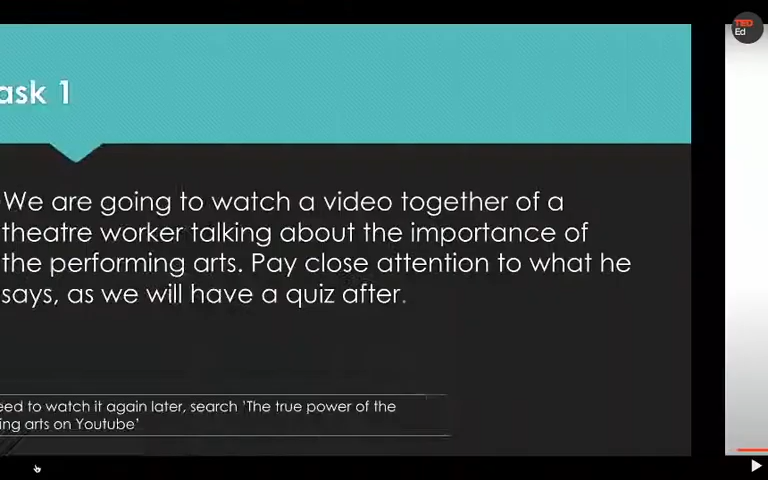 ask 1
We are going to watch a video together of a
theatre worker talking about the importance of
the performing arts. Pay close attention to what he
says, as we will have a quiz after.
eed to watch it again later, search 'The true power of the
ing arts on Youtube'
TED
Ed